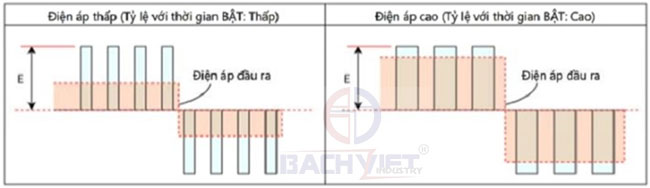 Điện áp thấp (Tỷ lệ với thời gian BẬT: Thấp)
Điện áp cao (Tỷ lệ với thời gian BẬT: Cao)
E
Điện áp đầu ra
E
Điện áp đầu ra
BACHVIET
INDUSTRY
®